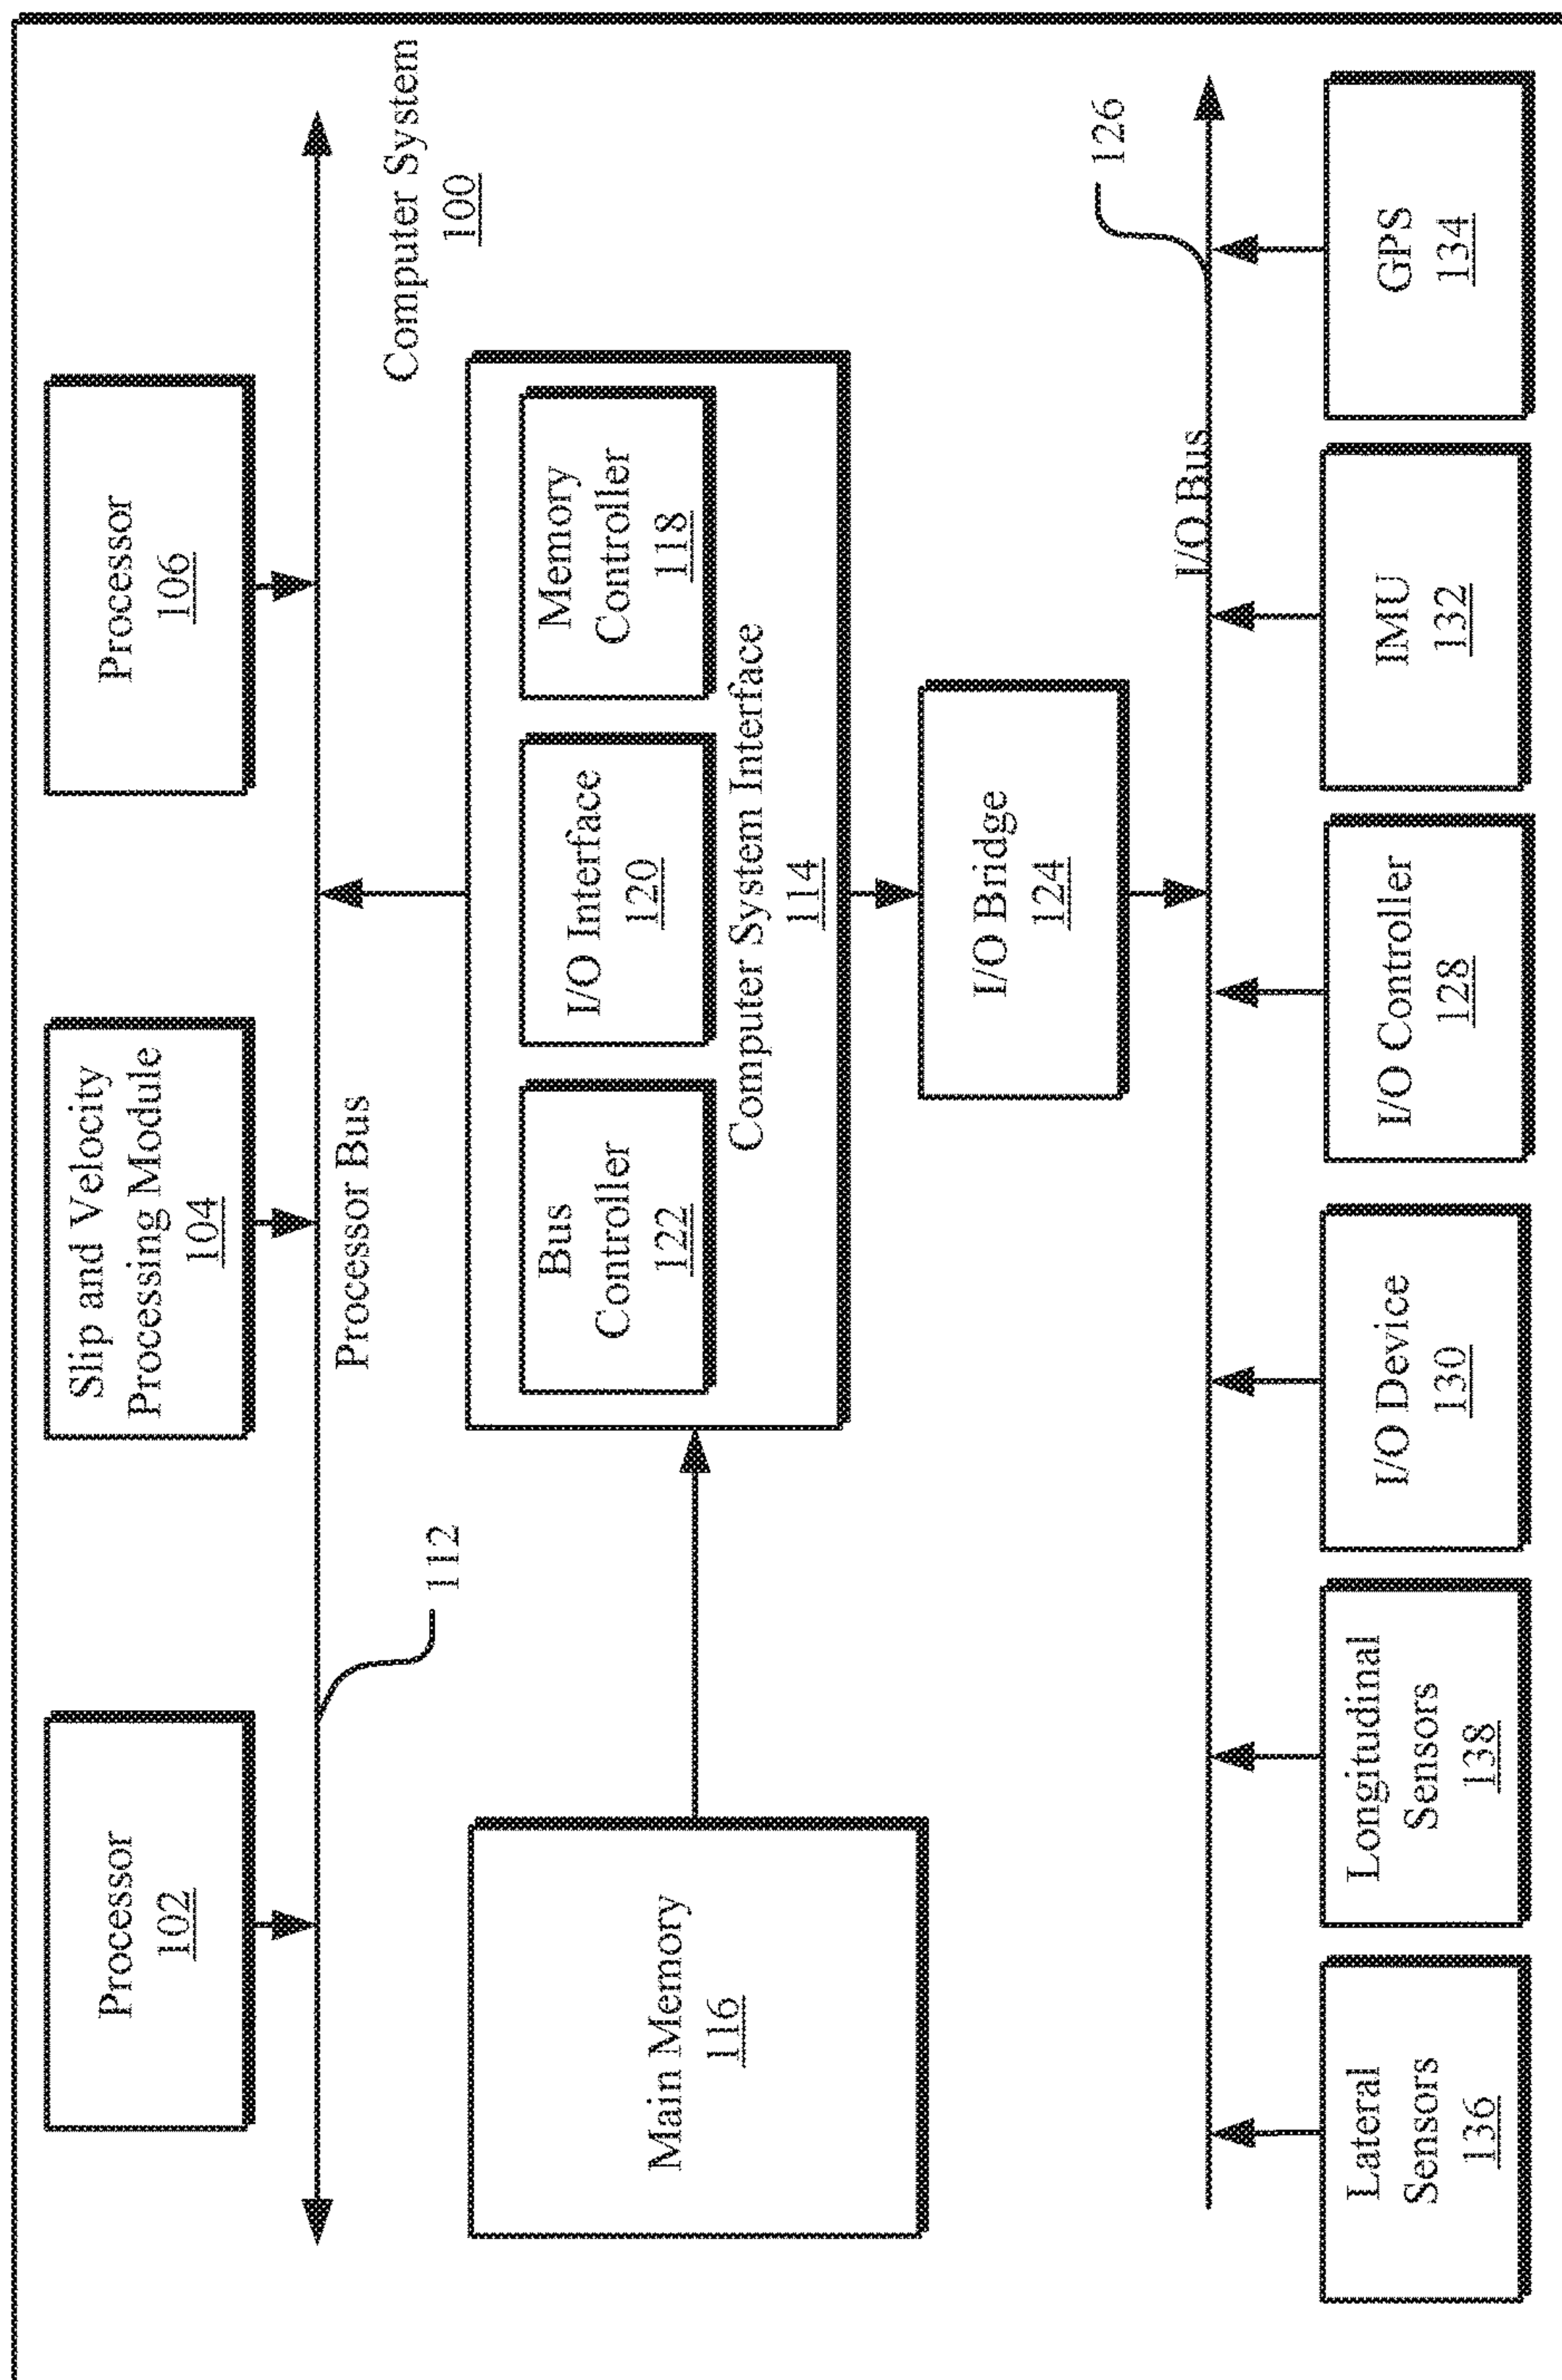 Processor
102
Slip and Velocity
Processing Module
104
Processor
106
112
Processor Bus
Computer System
100
Main Memory
116
Bus
Controller
122
I/O Interface
120
Memory
Controller
118
Computer System Interface
114
I/O Bridge
124
I/O Bus
126
Lateral
Sensors
136
Longitudinal
Sensors
138
I/O Device
130
I/O Controller
128
IMU
132
GPS
134